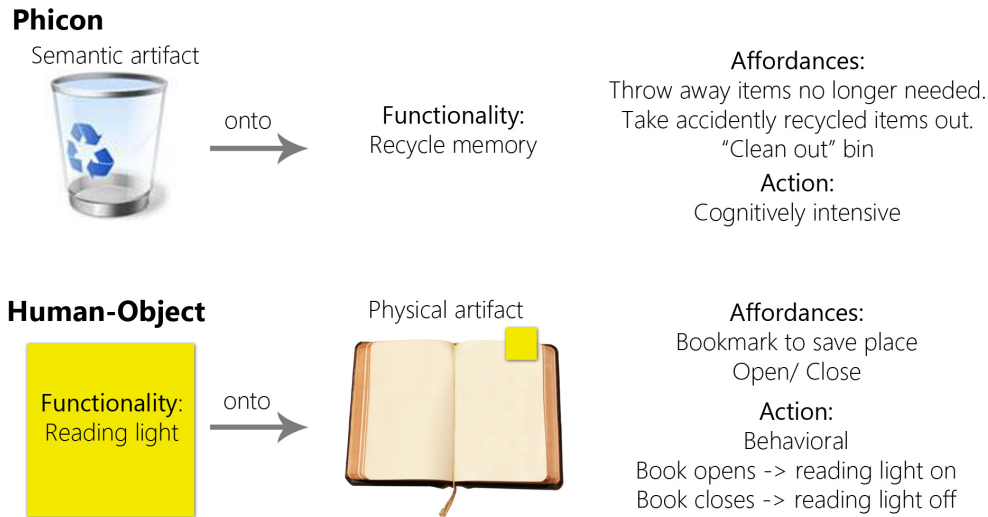 Phicon
Semantic artifact
onto
Functionality:
Recycle memory
Affordances:
Throw away items no longer needed.
Take accidently recycled items out.
“Clean out” bin
Action:
Cognitively intensive
Human-Object
Functionality:
Reading light
onto
Physical artifact
Affordances:
Bookmark to save place
Open/ Close
Action:
Behavioral
Book opens -> reading light on
Book closes -> reading light off